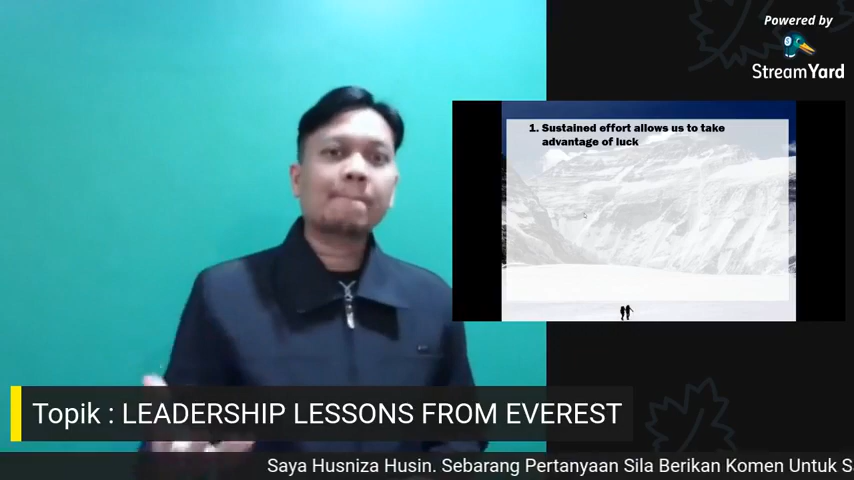 Powered by
StreamYard
1. Sustained effort allows us to take
advantage of luck
Topik : LEADERSHIP LESSONS FROM EVEREST
Saya Husniza Husin. Sebarang Pertanyaan Sila Berikan Komen Untuk S